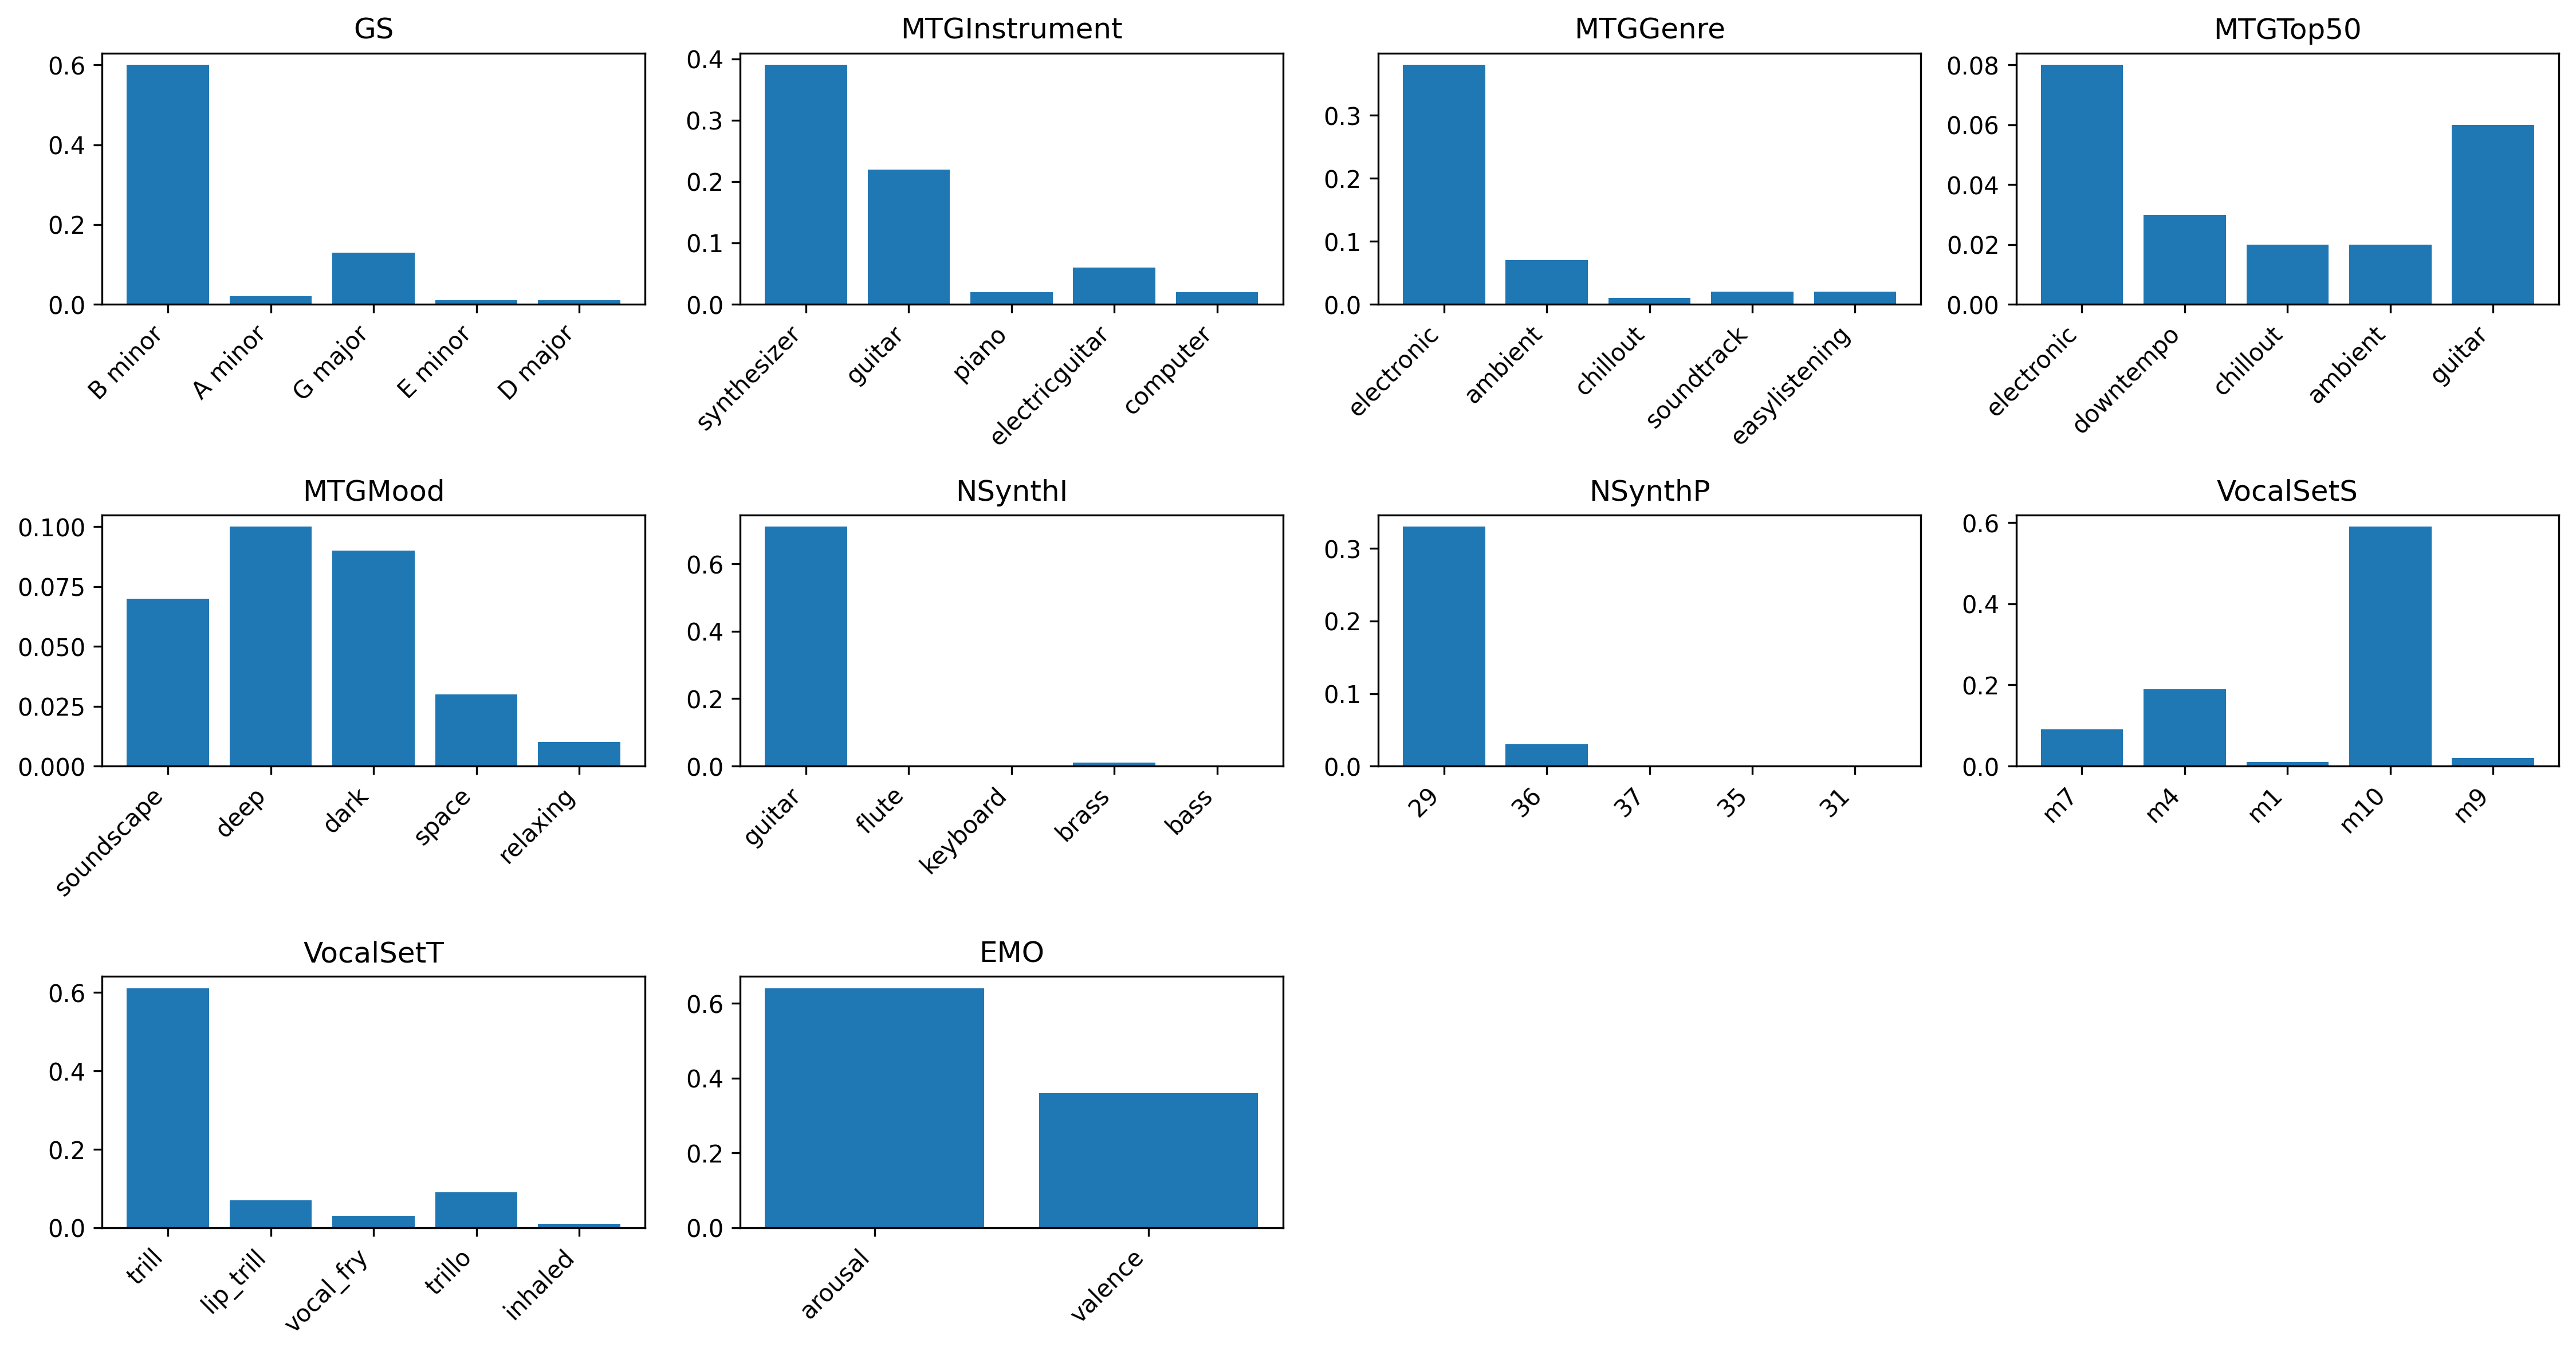 GS
0.6
0.4
0.2
0.0
B minor
A minor
G major
E minor
D major
MTGInstrument
0.4
0.3
0.2
0.1
0.0
synthesizer
guitar
piano
electricguitar
computer
MTGGenre
0.3
0.2
0.1
0.0
electronic
ambient
chillout
soundtrack
easylistening
MTGTop50
0.08
0.06
0.04
0.02
0.00
electronic
downtempo
chillout
ambient
guitar
MTGMood
0.100
0.075
0.050
0.025
0.000
soundscape
deep
dark
space
relaxing
NSynthI
0.6
0.4
0.2
0.0
guitar
flute
keyboard
brass
bass
NSynthP
0.3
0.2
0.1
0.0
29
36
37
35
31
VocalSetS
0.6
0.4
0.2
0.0
m7
m4
m1
m10
m9
VocalSetT
0.6
0.4
0.2
0.0
trill
lip_trill
vocal_fry
trillo
inhaled
EMO
0.6
0.4
0.2
0.0
arousal
valence